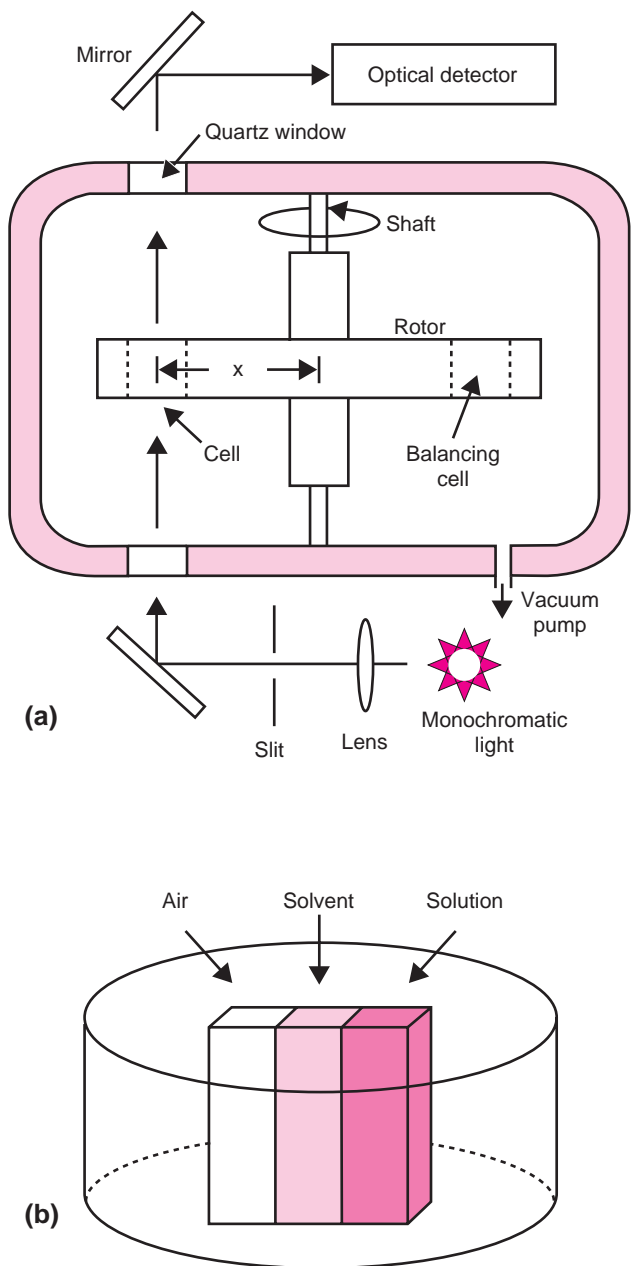 Mirror
Optical detector
Quartz window
Shaft
Rotor
x
Cell
Balancing
cell
Vacuum
pump
(a)
Slit
Lens
Monochromatic
light
Air
Solvent
Solution
(b)